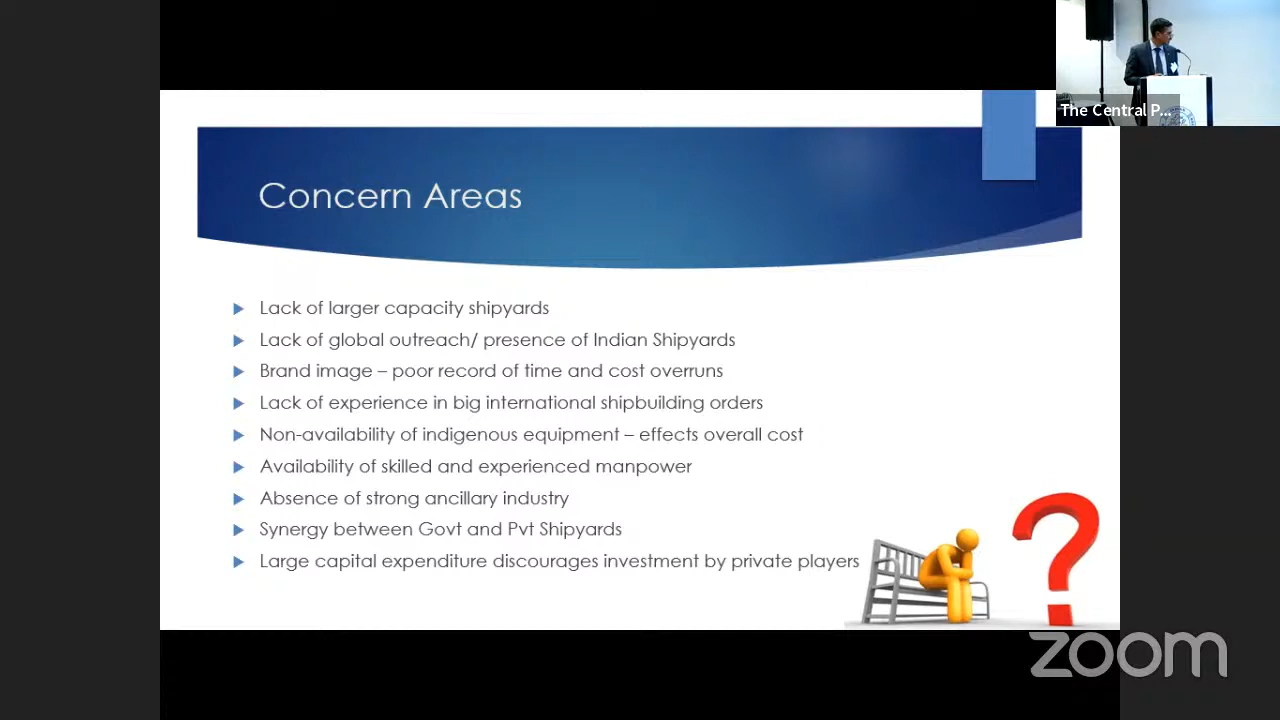 The Central P...
Concern Areas
Lack of larger capacity shipyards
Lack of global outreach/ presence of Indian Shipyards
Brand image – poor record of time and cost overruns
Lack of experience in big international shipbuilding orders
Non-availability of indigenous equipment – effects overall cost
Availability of skilled and experienced manpower
Absence of strong ancillary industry
Synergy between Govt and Pvt Shipyards
Large capital expenditure discourages investment by private players
?
zoom